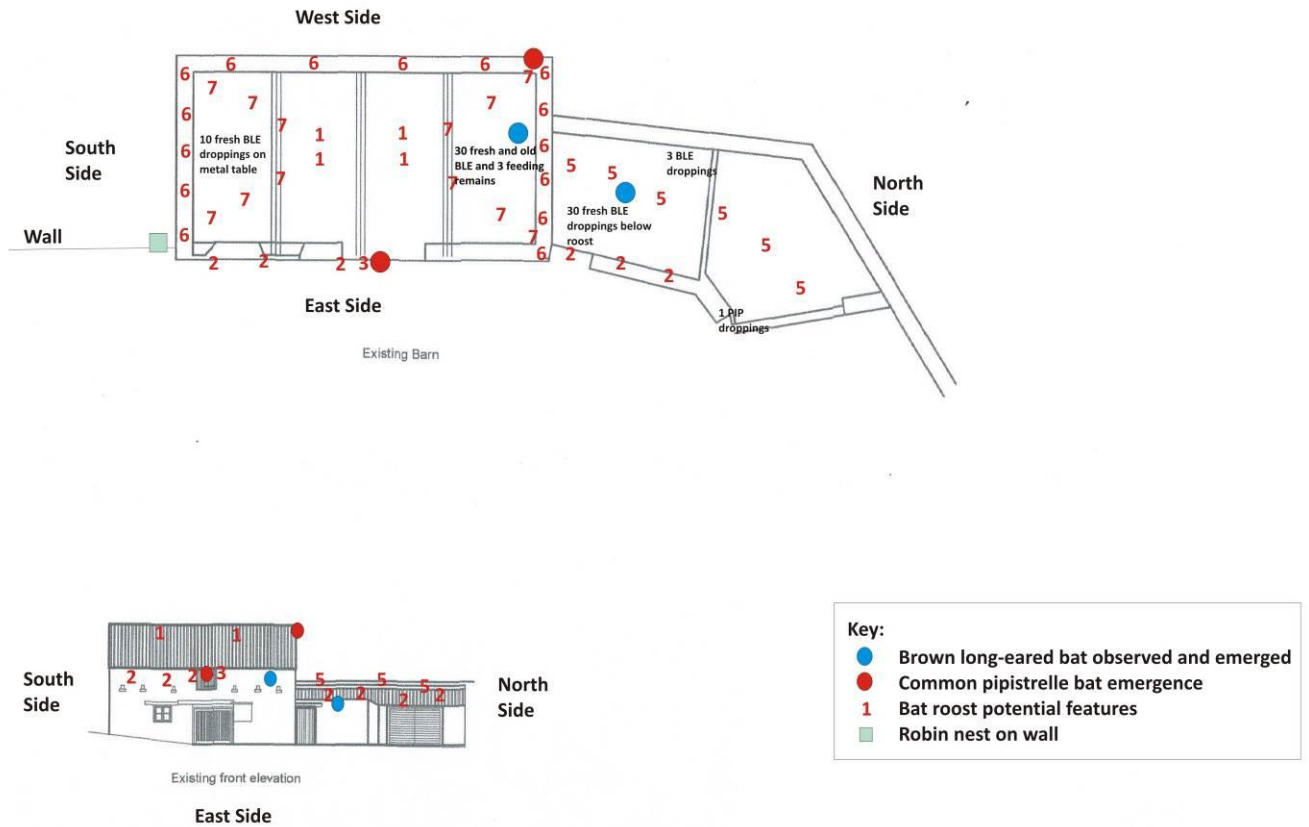 West Side
6 6 6 6
6 6
7 7 7
7 7
6 6
7 1 1 7
10 fresh BLE
droppings on
metal table
1 1
30 fresh and old
BLE and 3 feeding
remains
6 6
South
Side
7 7
6 6
7 7
7 7
6 6
6
5 5 5
3 BLE
droppings
30 fresh BLE
droppings below
roost
5 5 5
North
Side
Wall
2 2 2 3
2 2 2
East Side
1 PIP
droppings
Existing Barn
1 1
2 2 2 3
5 5 5
2 2 2 2
South
Side
North
Side
Existing front elevation
East Side
Key:
Brown long-eared bat observed and emerged
Common pipistrelle bat emergence
1 Bat roost potential features
Robin nest on wall